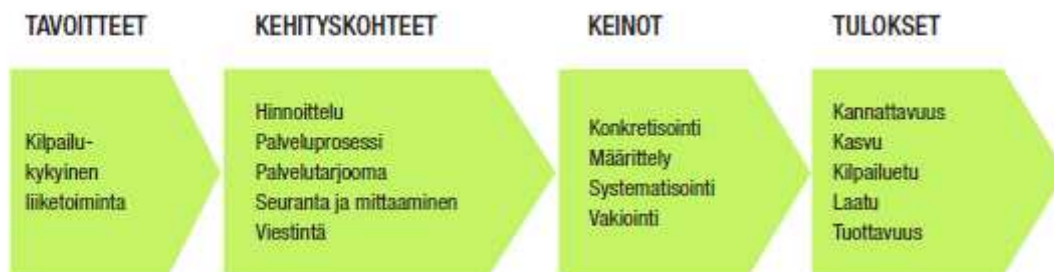 TAVOITTEET
Kilpailu-
kykyinen
liiketoiminta
KEHITYSKOHTEET
Hinnoittelu
Palveluprosessi
Palvelutarjooma
Seuranta ja mittaaminen
Viestintä
KEINOT
Konkretisointi
Määrittely
Systematisointi
Vakiointi
TULOKSET
Kannattavuus
Kasvu
Kilpailuetu
Laatu
Tuottavuus